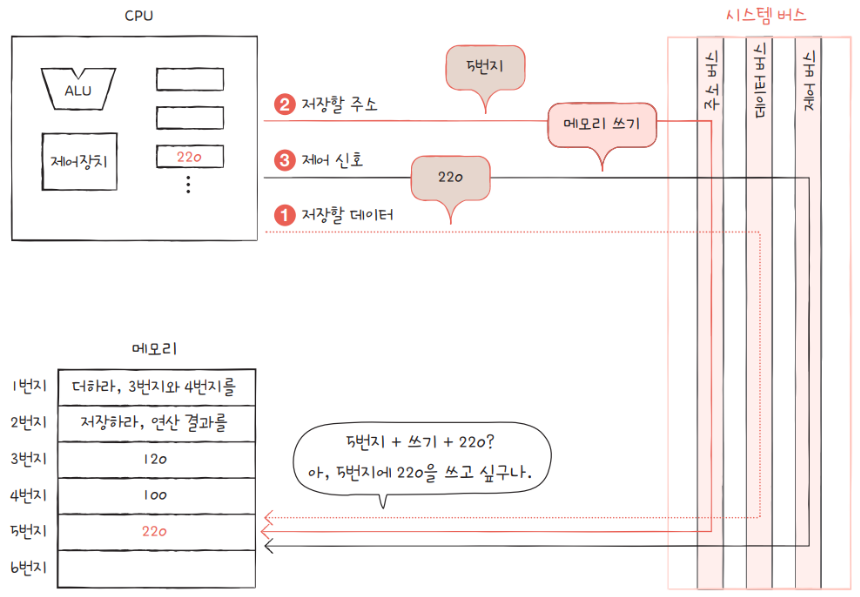 CPU
시스템 버스
ALU
제어장치
220
5번지
2 저장할 주소
메모리 쓰기
3 제어 신호
220
1 저장할 데이터
주소 버스
데이터 버스
제어 버스
메모리
1번지 더하라, 3번지와 4번지를
2번지 저장하라, 연산 결과를
3번지 120
4번지 100
5번지 220
6번지
5번지 + 쓰기 + 220?
아, 5번지에 220을 쓰고 싶구나.